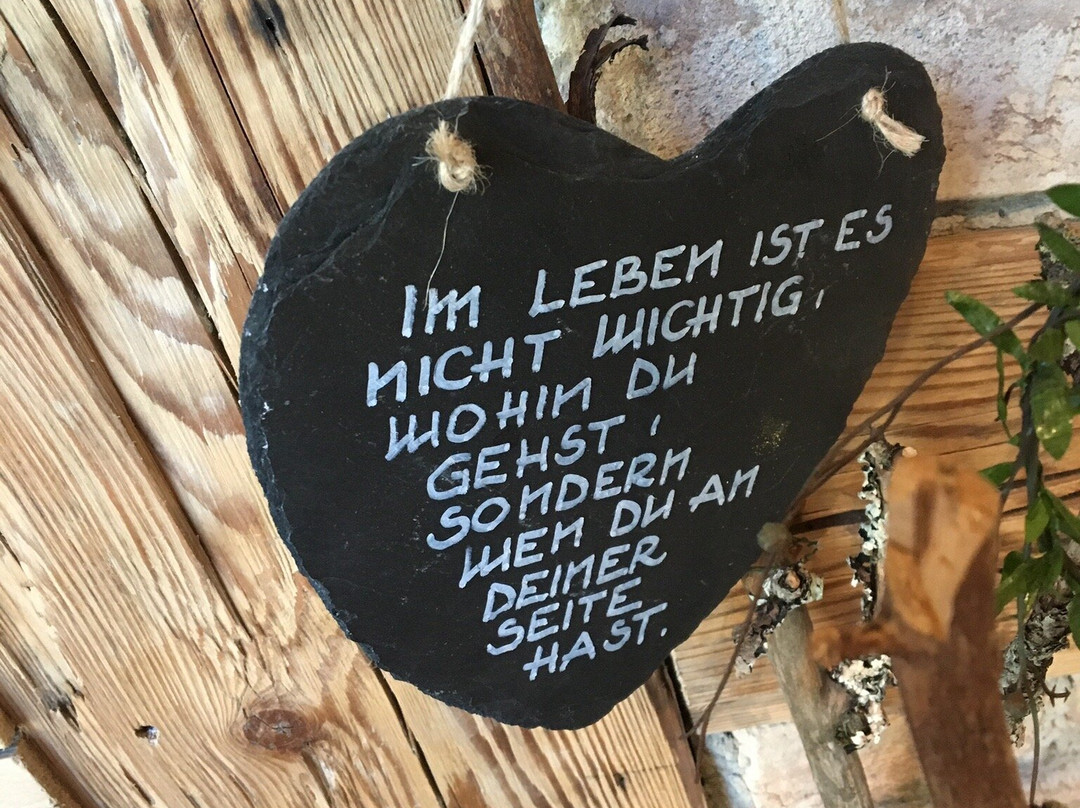 IM LEBEN IST ES
NICHT WICHTIG,
WOHIN DU
GEHST,
SONDERN
WEN DU AN
DEINER
SEITE
HAST.